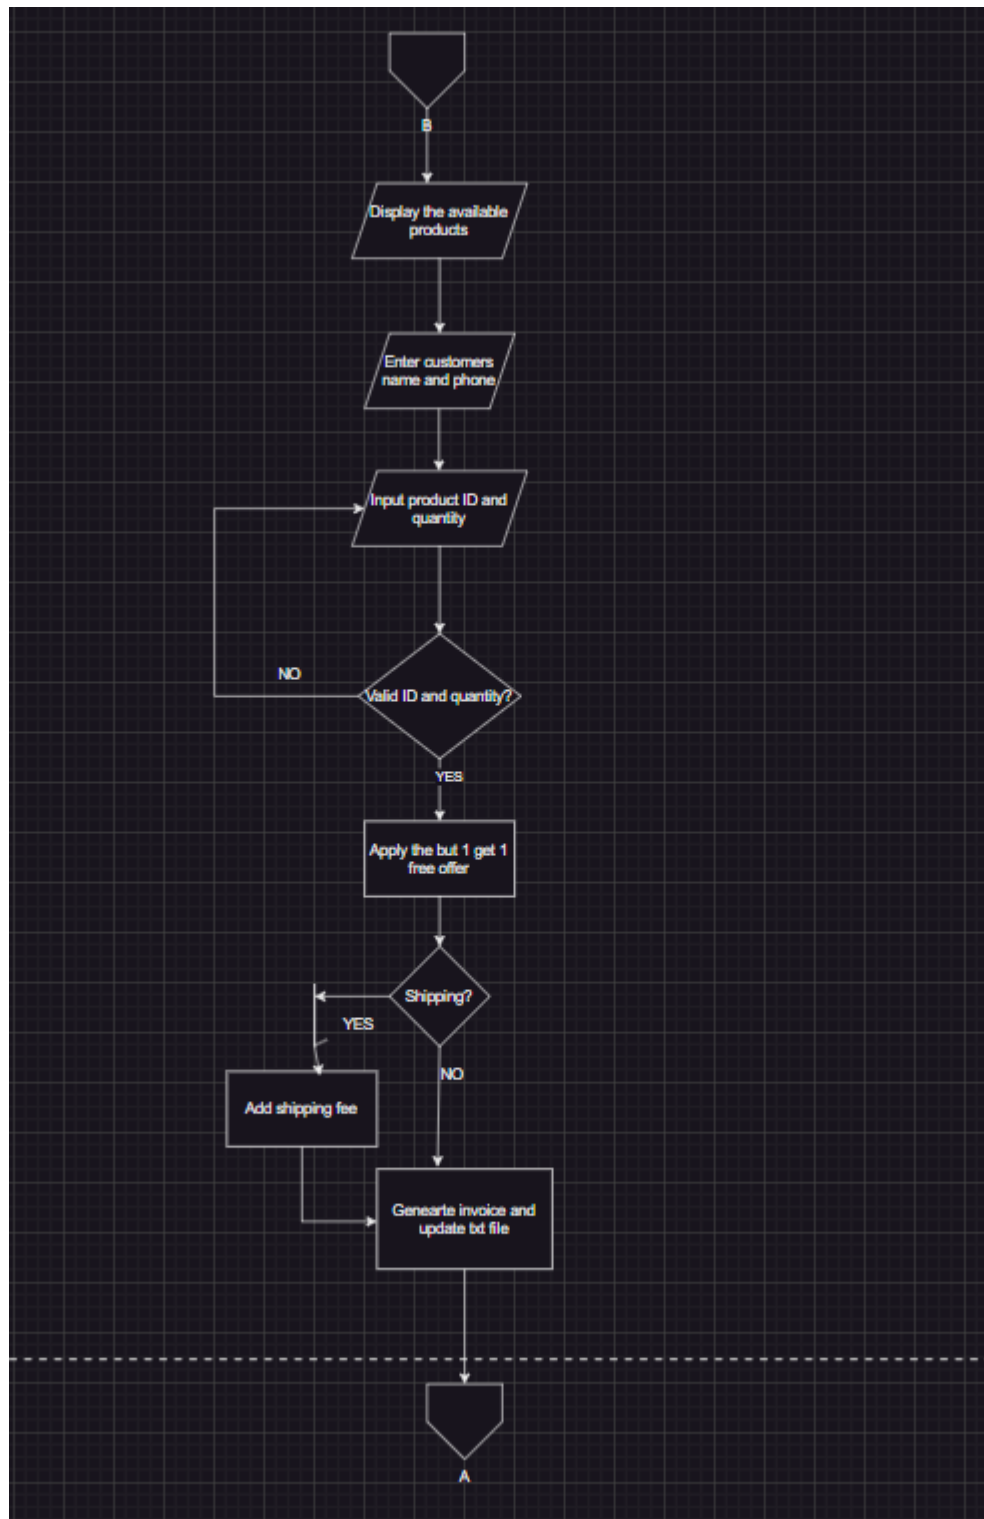 B
Display the available
products
Enter customers
name and phone
Input product ID and
quantity
NO
Valid ID and quantity?
YES
Apply the but 1 get 1
free offer
Shipping?
YES
NO
Add shipping fee
Genearte invoice and
update txt file
A